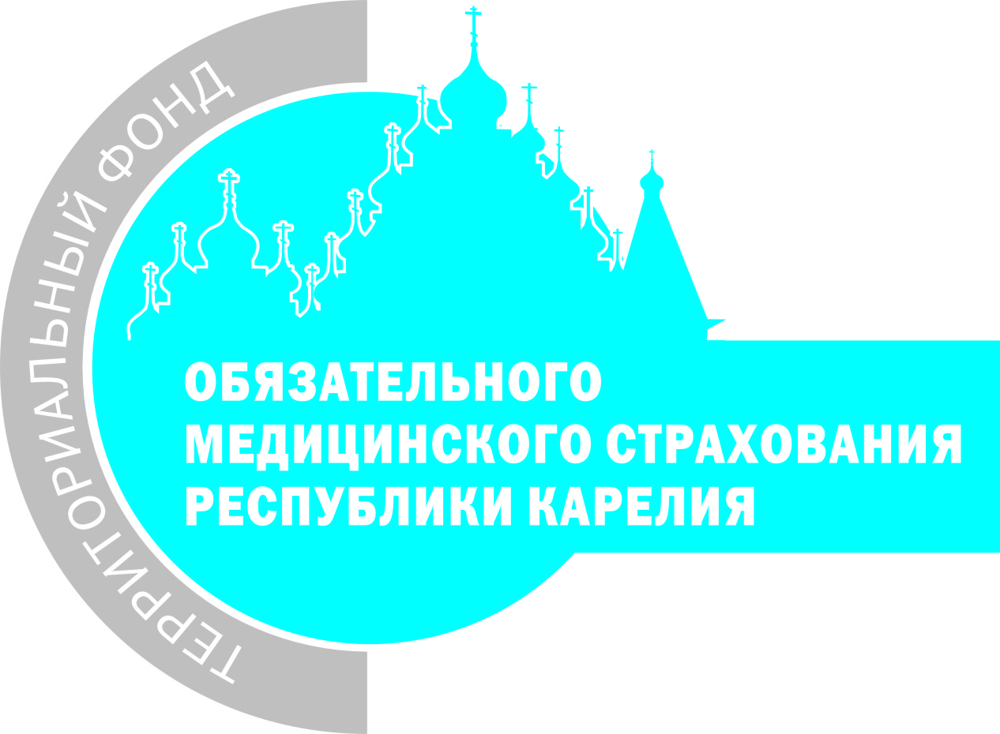 ТЕРРИТОРИАЛЬНЫЙ ФОНД
ОБЯЗАТЕЛЬНОГО
МЕДИЦИНСКОГО СТРАХОВАНИЯ
РЕСПУБЛИКИ КАРЕЛИЯ